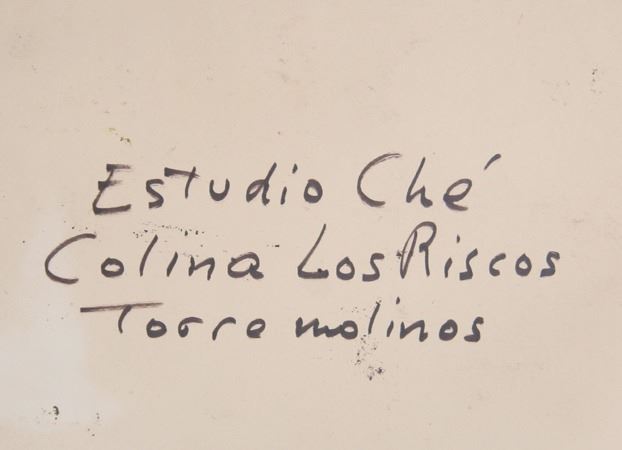 Estudio Ché
Colina Los Riscos
Torremolinos